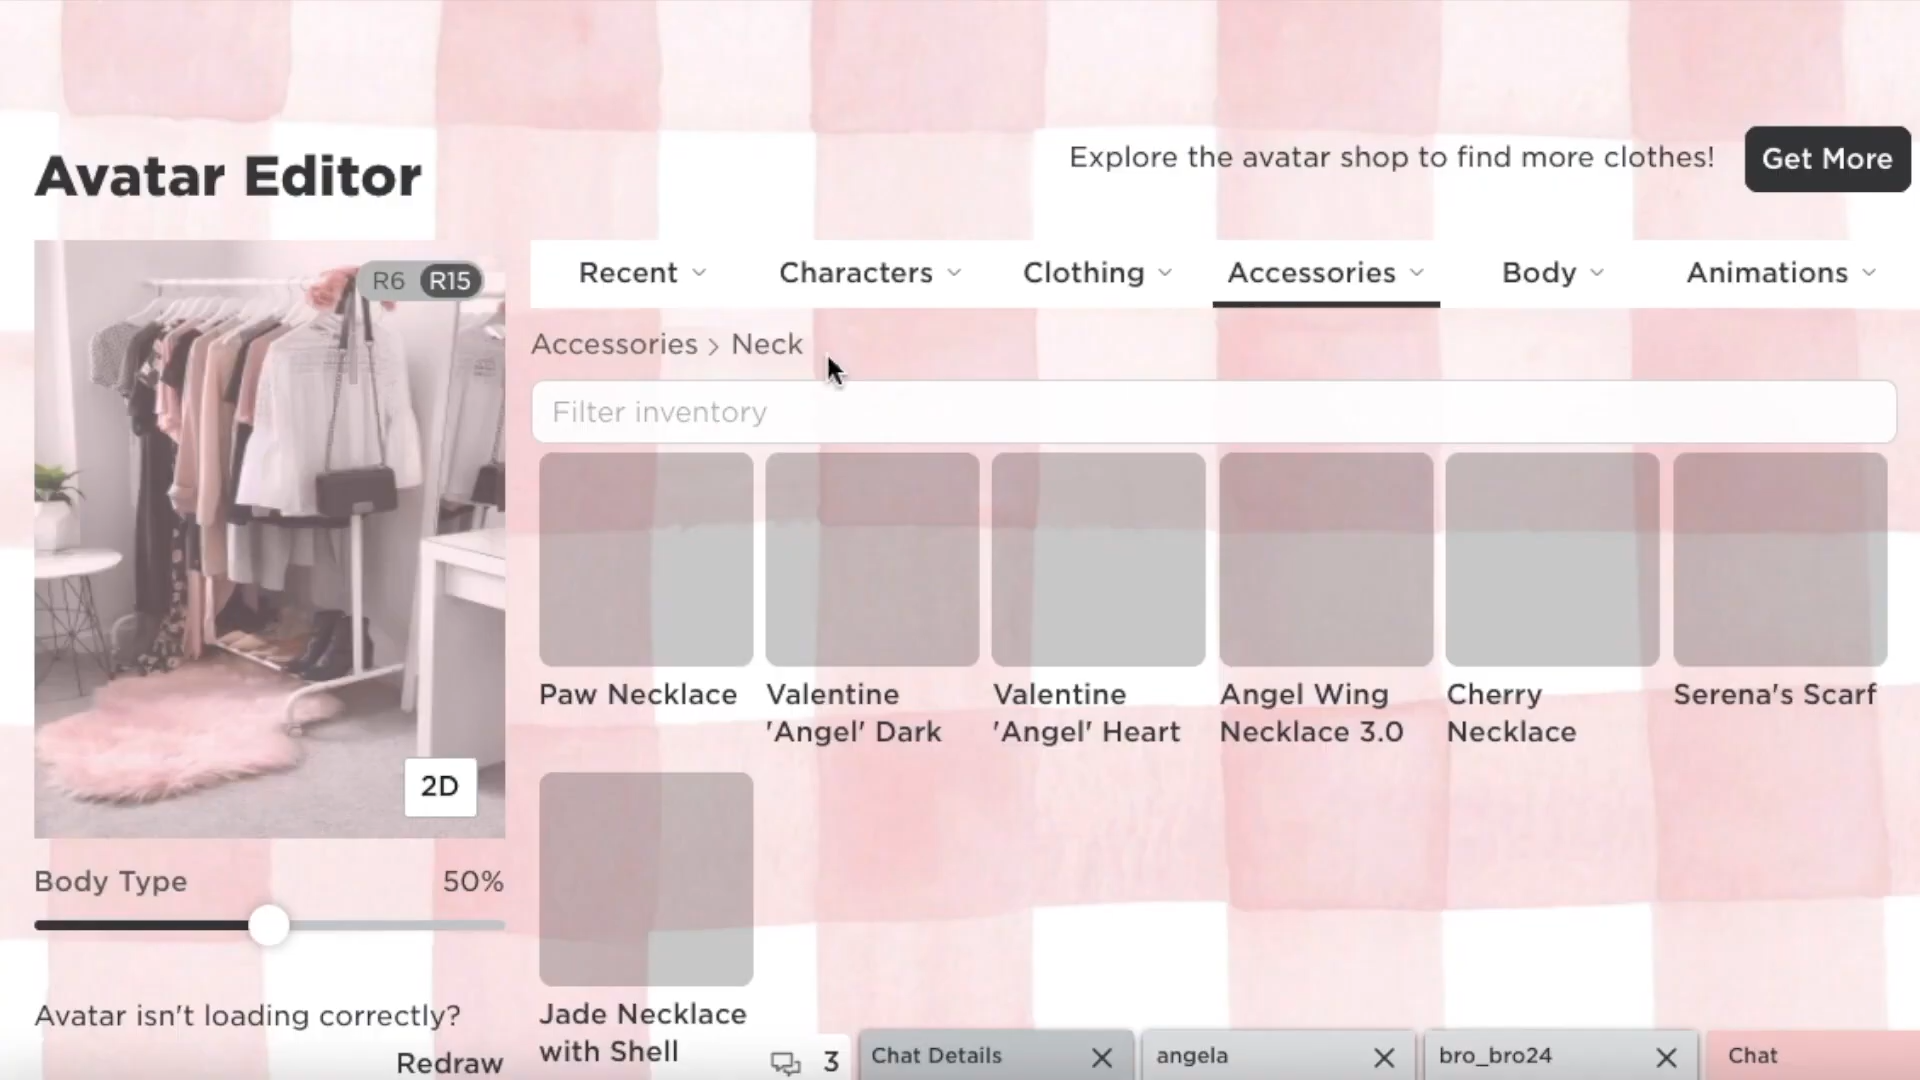 Explore the avatar shop to find more clothes!
Get More
Avatar Editor
R6 R15
Recent
Characters
Clothing
Accessories
Body
Animations
Accessories > Neck
Filter inventory
Paw Necklace
Valentine
'Angel' Dark
Valentine
'Angel' Heart
Angel Wing
Necklace 3.0
Cherry
Necklace
Serena's Scarf
2D
Body Type
50%
Jade Necklace
with Shell
Avatar isn't loading correctly?
Redraw
3
Chat Details
angela
bro_bro24
Chat